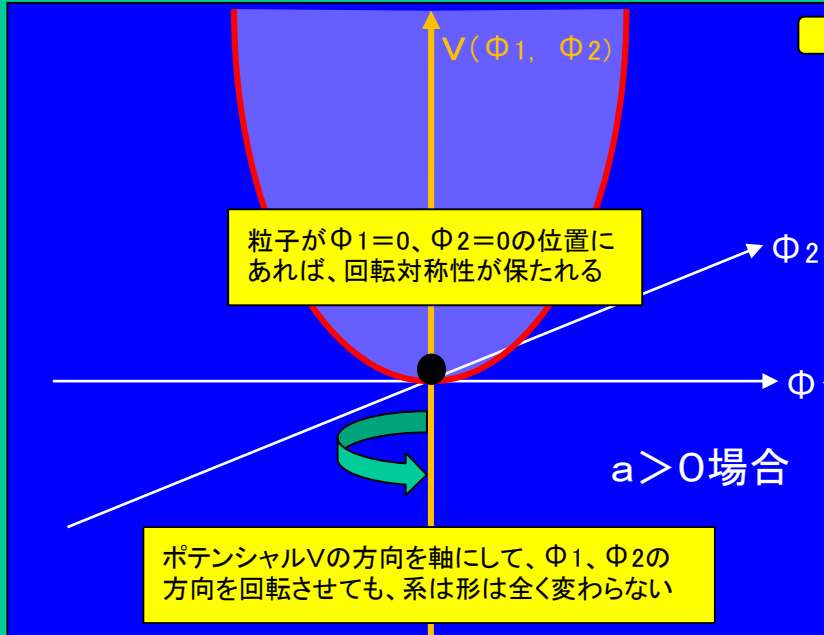 V(Φ1, Φ2)
粒子がΦ1=0、Φ2=0の位置に
あれば、回転対称性が保たれる
Φ2
Φ
a>0場合
ポテンシャルVの方向を軸にして、Φ1、Φ2の
方向を回転させても、系は形は全く変わらない